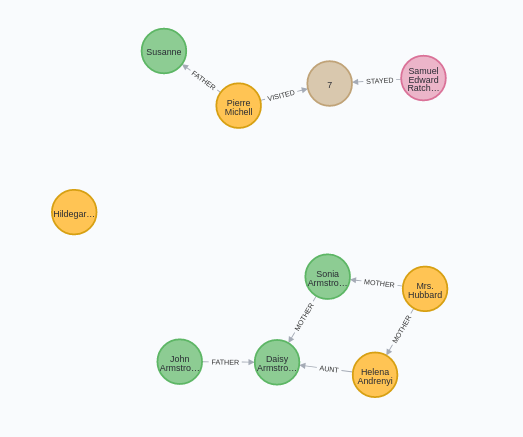 Susanne
FATHER
Pierre
Michell
VISITED
7
STAYED
Samuel
Edward
Ratch…
Hildegar…
Sonia
Armstro…
MOTHER
Mrs.
Hubbard
MOTHER
MOTHER
John
Armstro…
FATHER
Daisy
Armstro…
AUNT
Helena
Andrenyi